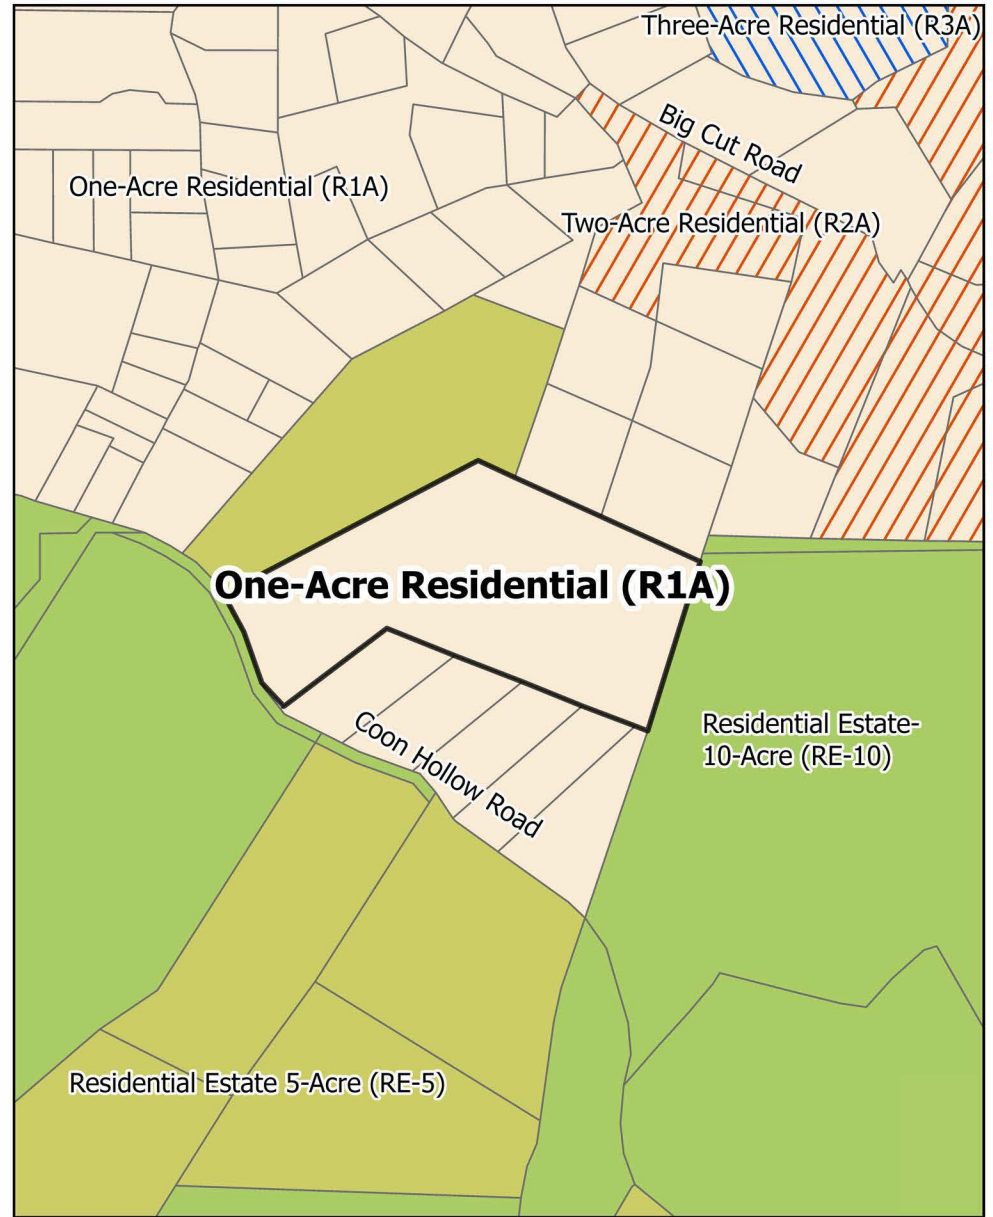 Three-Acre Residential (R3A)
Big Cut Road
One-Acre Residential (R1A)
Two-Acre Residential (R2A)
One-Acre Residential (R1A)
Residential Estate-
10-Acre (RE-10)
Coon Hollow Road
Residential Estate 5-Acre (RE-5)